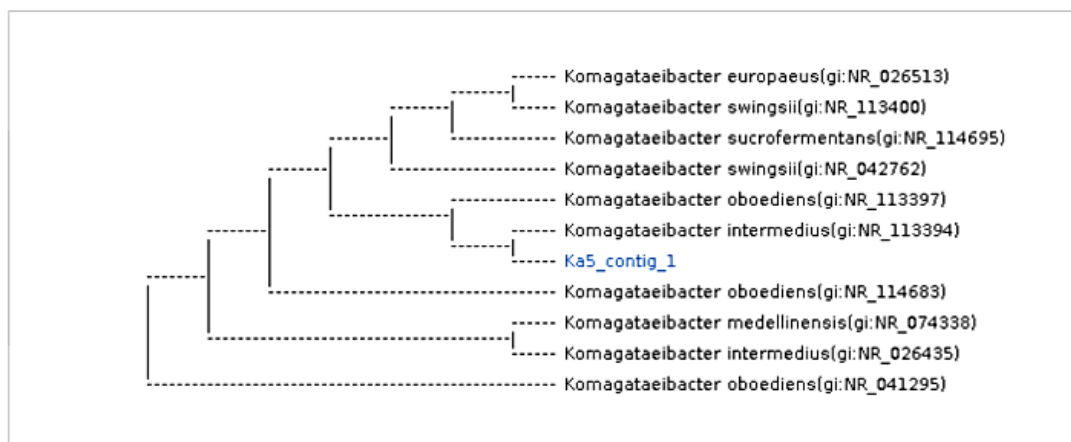 Komagataeibacter europaeus(gi:NR_026513)
Komagataeibacter swingsii(gi:NR_113400)
Komagataeibacter sucrofermentans(gi:NR_114695)
Komagataeibacter swingsii(gi:NR_042762)
Komagataeibacter oboediens(gi:NR_113397)
Komagataeibacter intermedius(gi:NR_113394)
Ka5_contig_1
Komagataeibacter oboediens(gi:NR_114683)
Komagataeibacter medellinensis(gi:NR_074338)
Komagataeibacter intermedius(gi:NR_026435)
Komagataeibacter oboediens(gi:NR_041295)